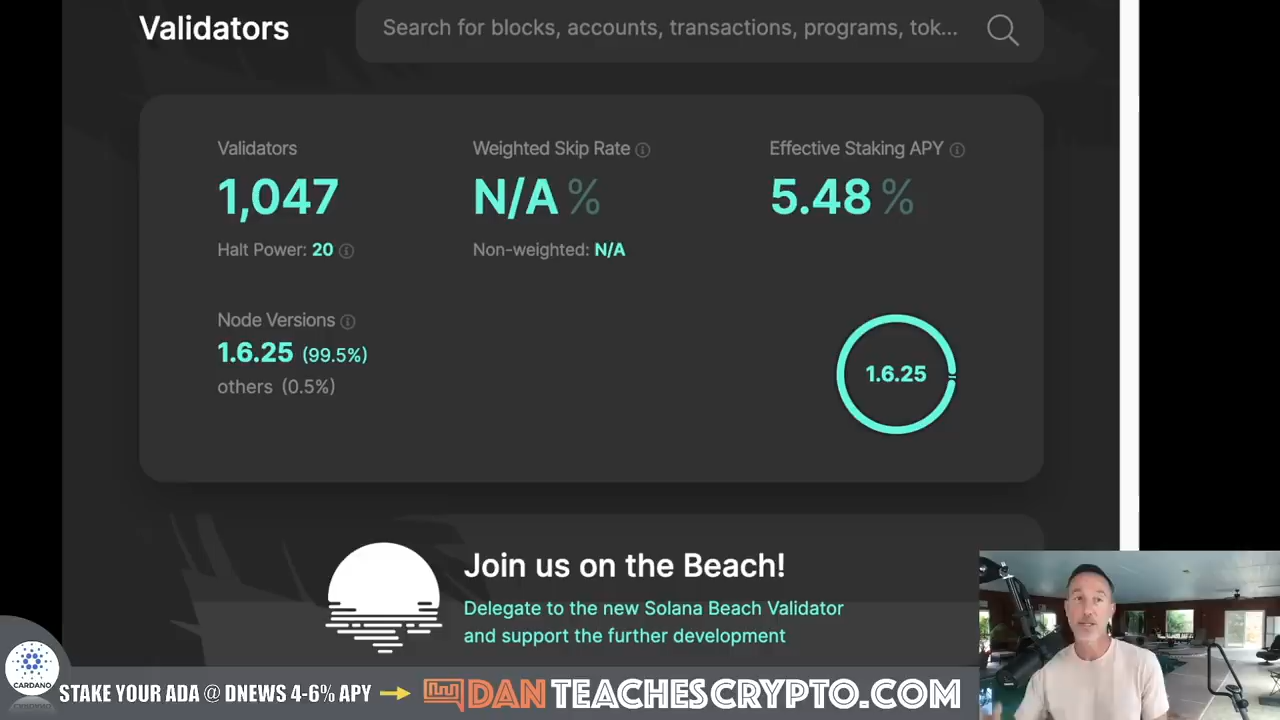 Validators
Search for blocks, accounts, transactions, programs, tok...
Validators
1,047
Halt Power: 20
Weighted Skip Rate
N/A %
Non-weighted: N/A
Effective Staking APY
5.48 %
Node Versions
1.6.25 (99.5%)
others (0.5%)
1.6.25
Join us on the Beach!
Delegate to the new Solana Beach Validator
and support the further development
CARDANO
STAKE YOUR ADA @ DNEWS 4-6% APY
DANTEACHESCRYPTO.COM